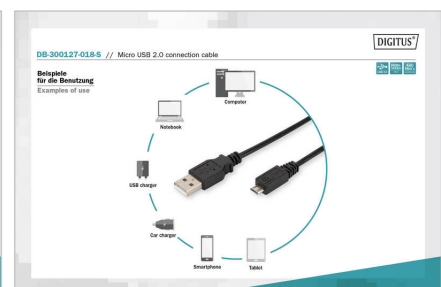 DIGITUS®
DB-300127-018-S // Micro USB 2.0 connection cable
Beispiele
für die Benutzung
Examples of use
Computer
Notebook
USB charger
Car charger
Smartphone
Tablet